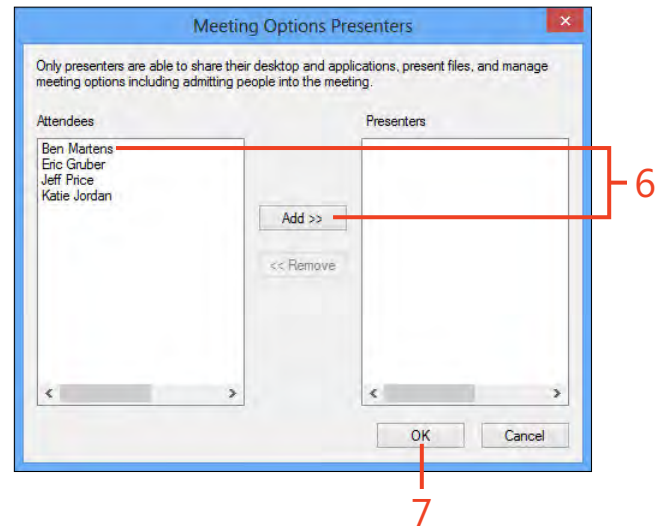 Meeting Options Presenters
Only presenters are able to share their desktop and applications, present files, and manage
meeting options including admitting people into the meeting.
Attendees
Presenters
Ben Martens
Eric Gruber
Jeff Price
Katie Jordan
6
Add >>
<< Remove
OK
Cancel
7